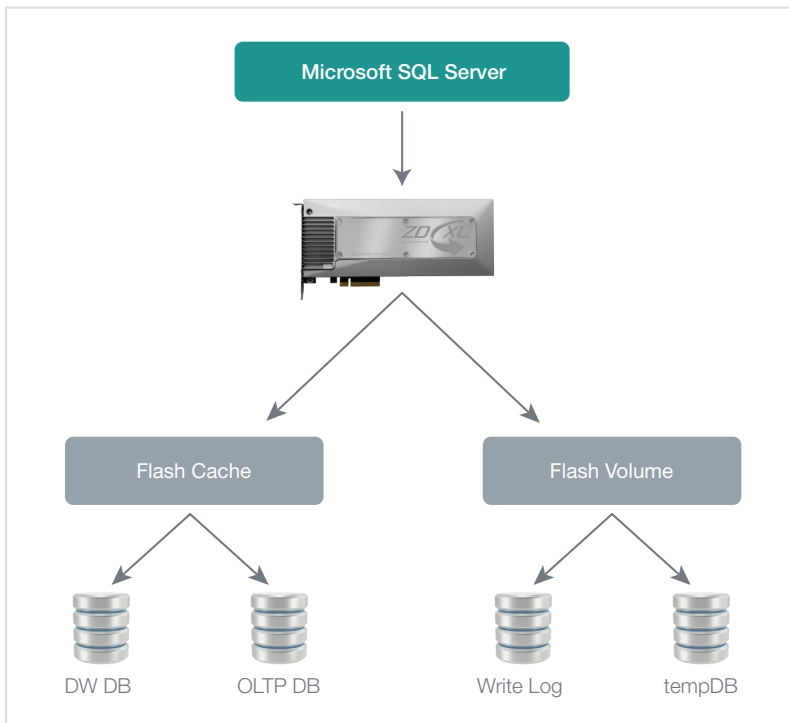 Microsoft SQL Server
ZD XL
Flash Cache
Flash Volume
DW DB
OLTP DB
Write Log
tempDB